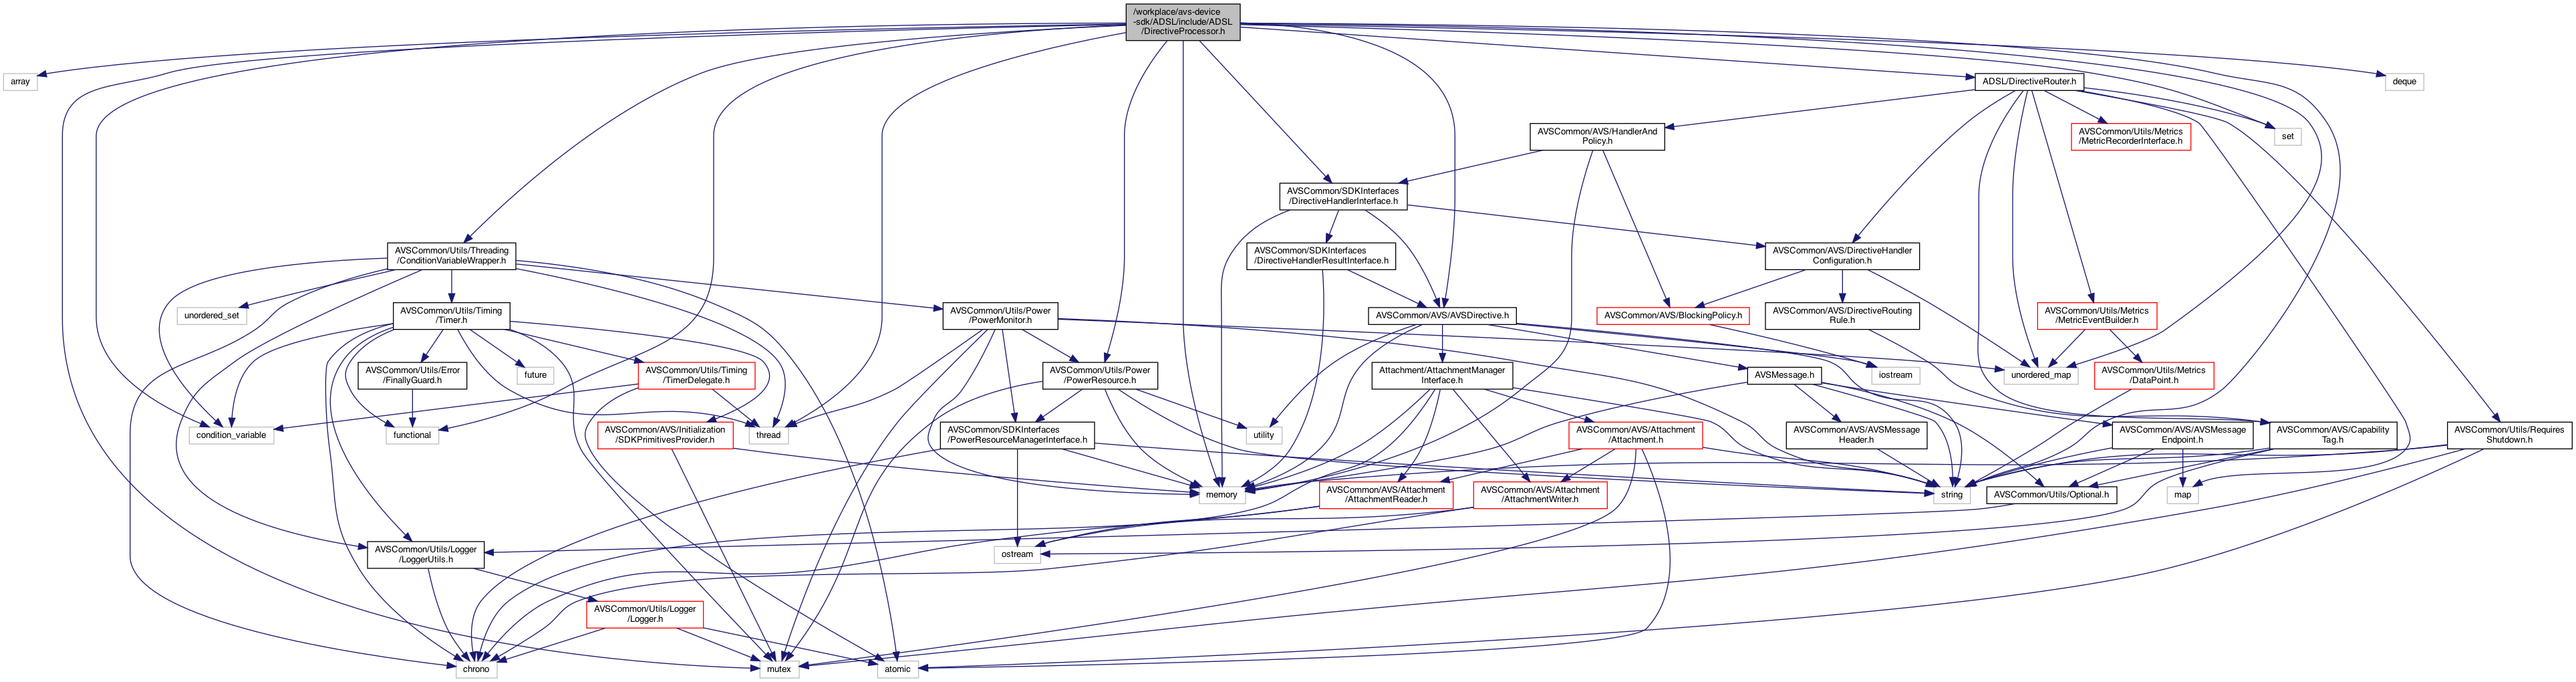 /workplace/avs-device
-sdk/ADSL/include/ADSL
/DirectiveProcessor.h
array
ADSL/DirectiveRouter.h
deque
AVSCommon/AVS/HandlerAnd
Policy.h
AVSCommon/Utils/Metrics
/MetricRecorderInterface.h
set
AVSCommon/SDKInterfaces
/DirectiveHandlerInterface.h
AVSCommon/Utils/Threading
/ConditionVariableWrapper.h
AVSCommon/SDKInterfaces
/DirectiveHandlerResultInterface.h
AVSCommon/AVS/DirectiveHandler
Configuration.h
unordered_set
AVSCommon/Utils/Timing
/Timer.h
AVSCommon/Utils/Power
/PowerMonitor.h
AVSCommon/AVS/AVSDirective.h
AVSCommon/AVS/BlockingPolicy.h
AVSCommon/AVS/DirectiveRouting
Rule.h
AVSCommon/Utils/Metrics
/MetricEventBuilder.h
AVSCommon/Utils/Error
/FinallyGuard.h
future
AVSCommon/Utils/Timing
/TimerDelegate.h
AVSCommon/Utils/Power
/PowerResource.h
Attachment/AttachmentManager
Interface.h
AVSMessage.h
iostream
unordered_map
AVSCommon/Utils/Metrics
/DataPoint.h
condition_variable
functional
AVSCommon/AVS/Initialization
/SDKPrimitivesProvider.h
thread
AVSCommon/SDKInterfaces
/PowerResourceManagerInterface.h
utility
AVSCommon/AVS/Attachment
/Attachment.h
AVSCommon/AVS/AVSMessage
Header.h
AVSCommon/AVS/AVSMessage
Endpoint.h
AVSCommon/AVS/Capability
Tag.h
AVSCommon/Utils/Requires
Shutdown.h
memory
AVSCommon/AVS/Attachment
/AttachmentReader.h
AVSCommon/AVS/Attachment
/AttachmentWriter.h
string
AVSCommon/Utils/Optional.h
map
AVSCommon/Utils/Logger
/LoggerUtils.h
ostream
AVSCommon/Utils/Logger
/Logger.h
chrono
mutex
atomic